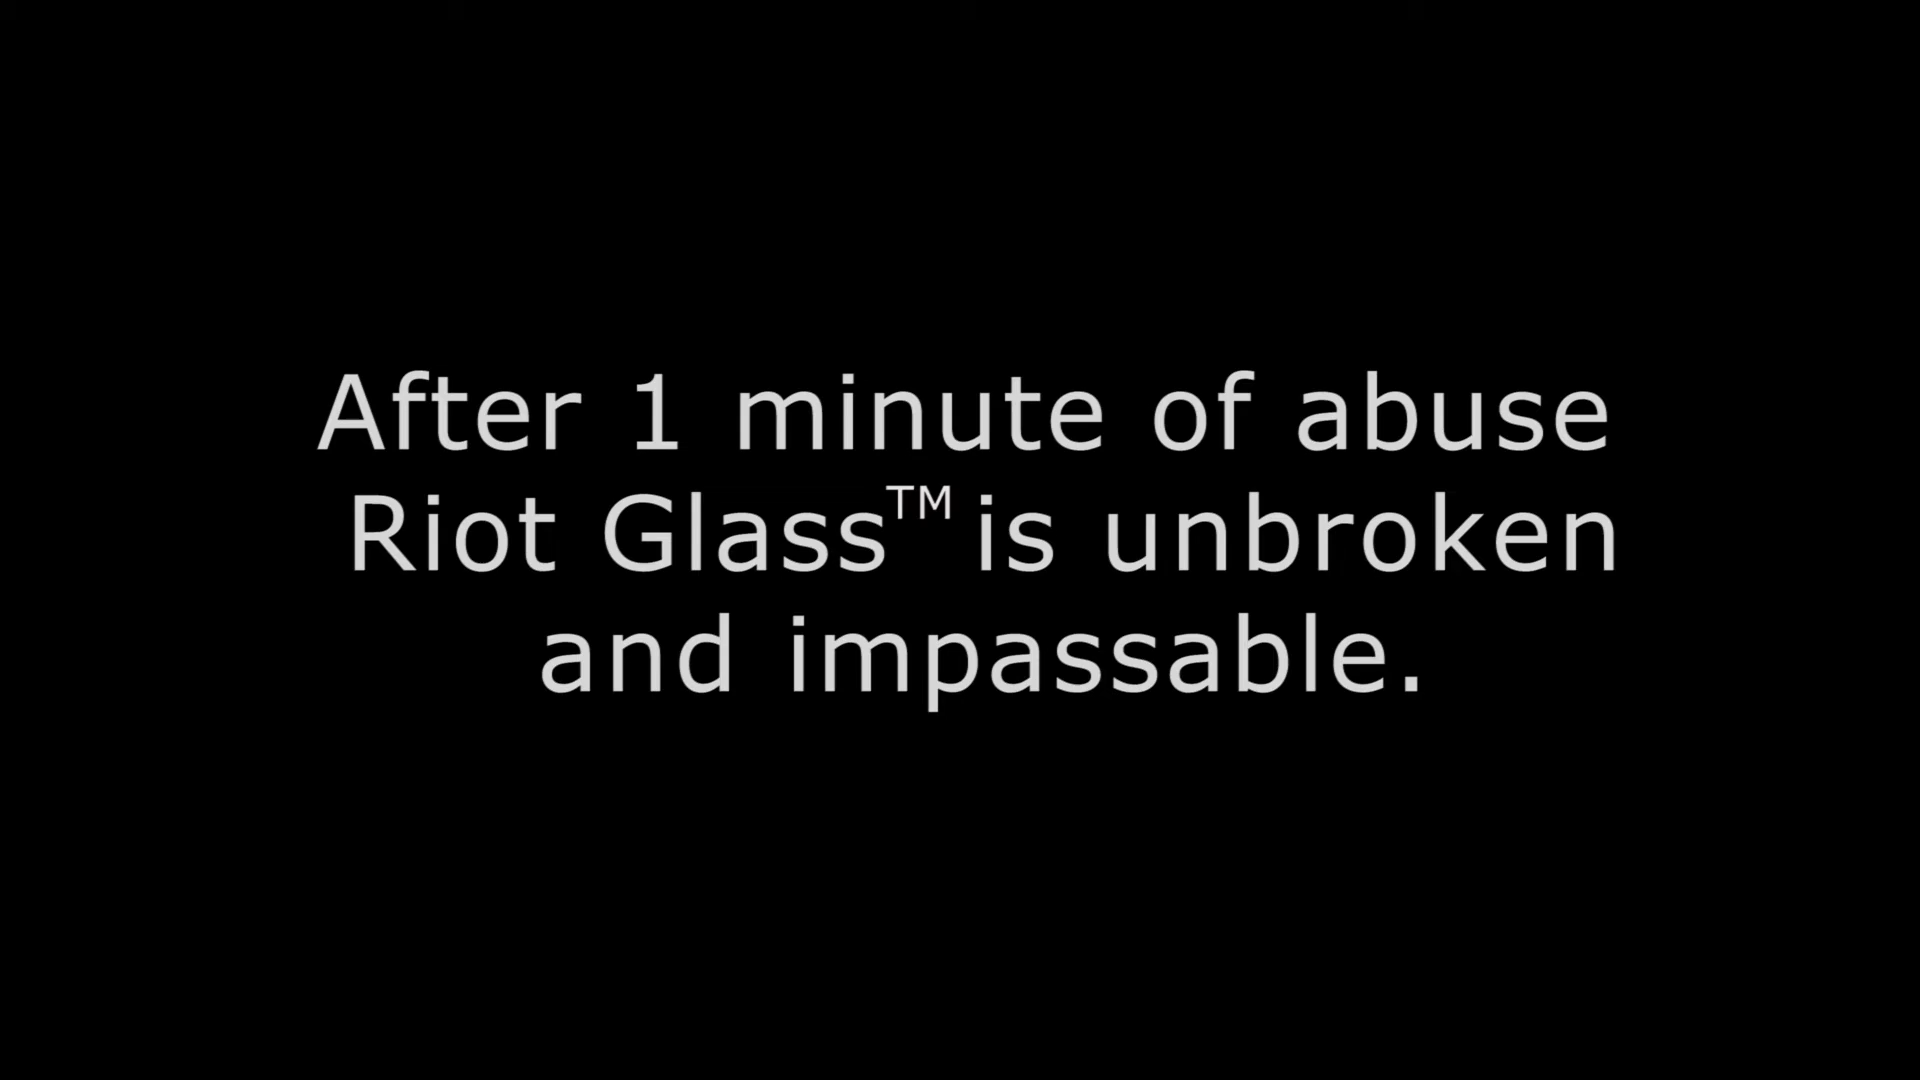 After 1 minute of abuse
Riot Glass™ is unbroken
and impassable.